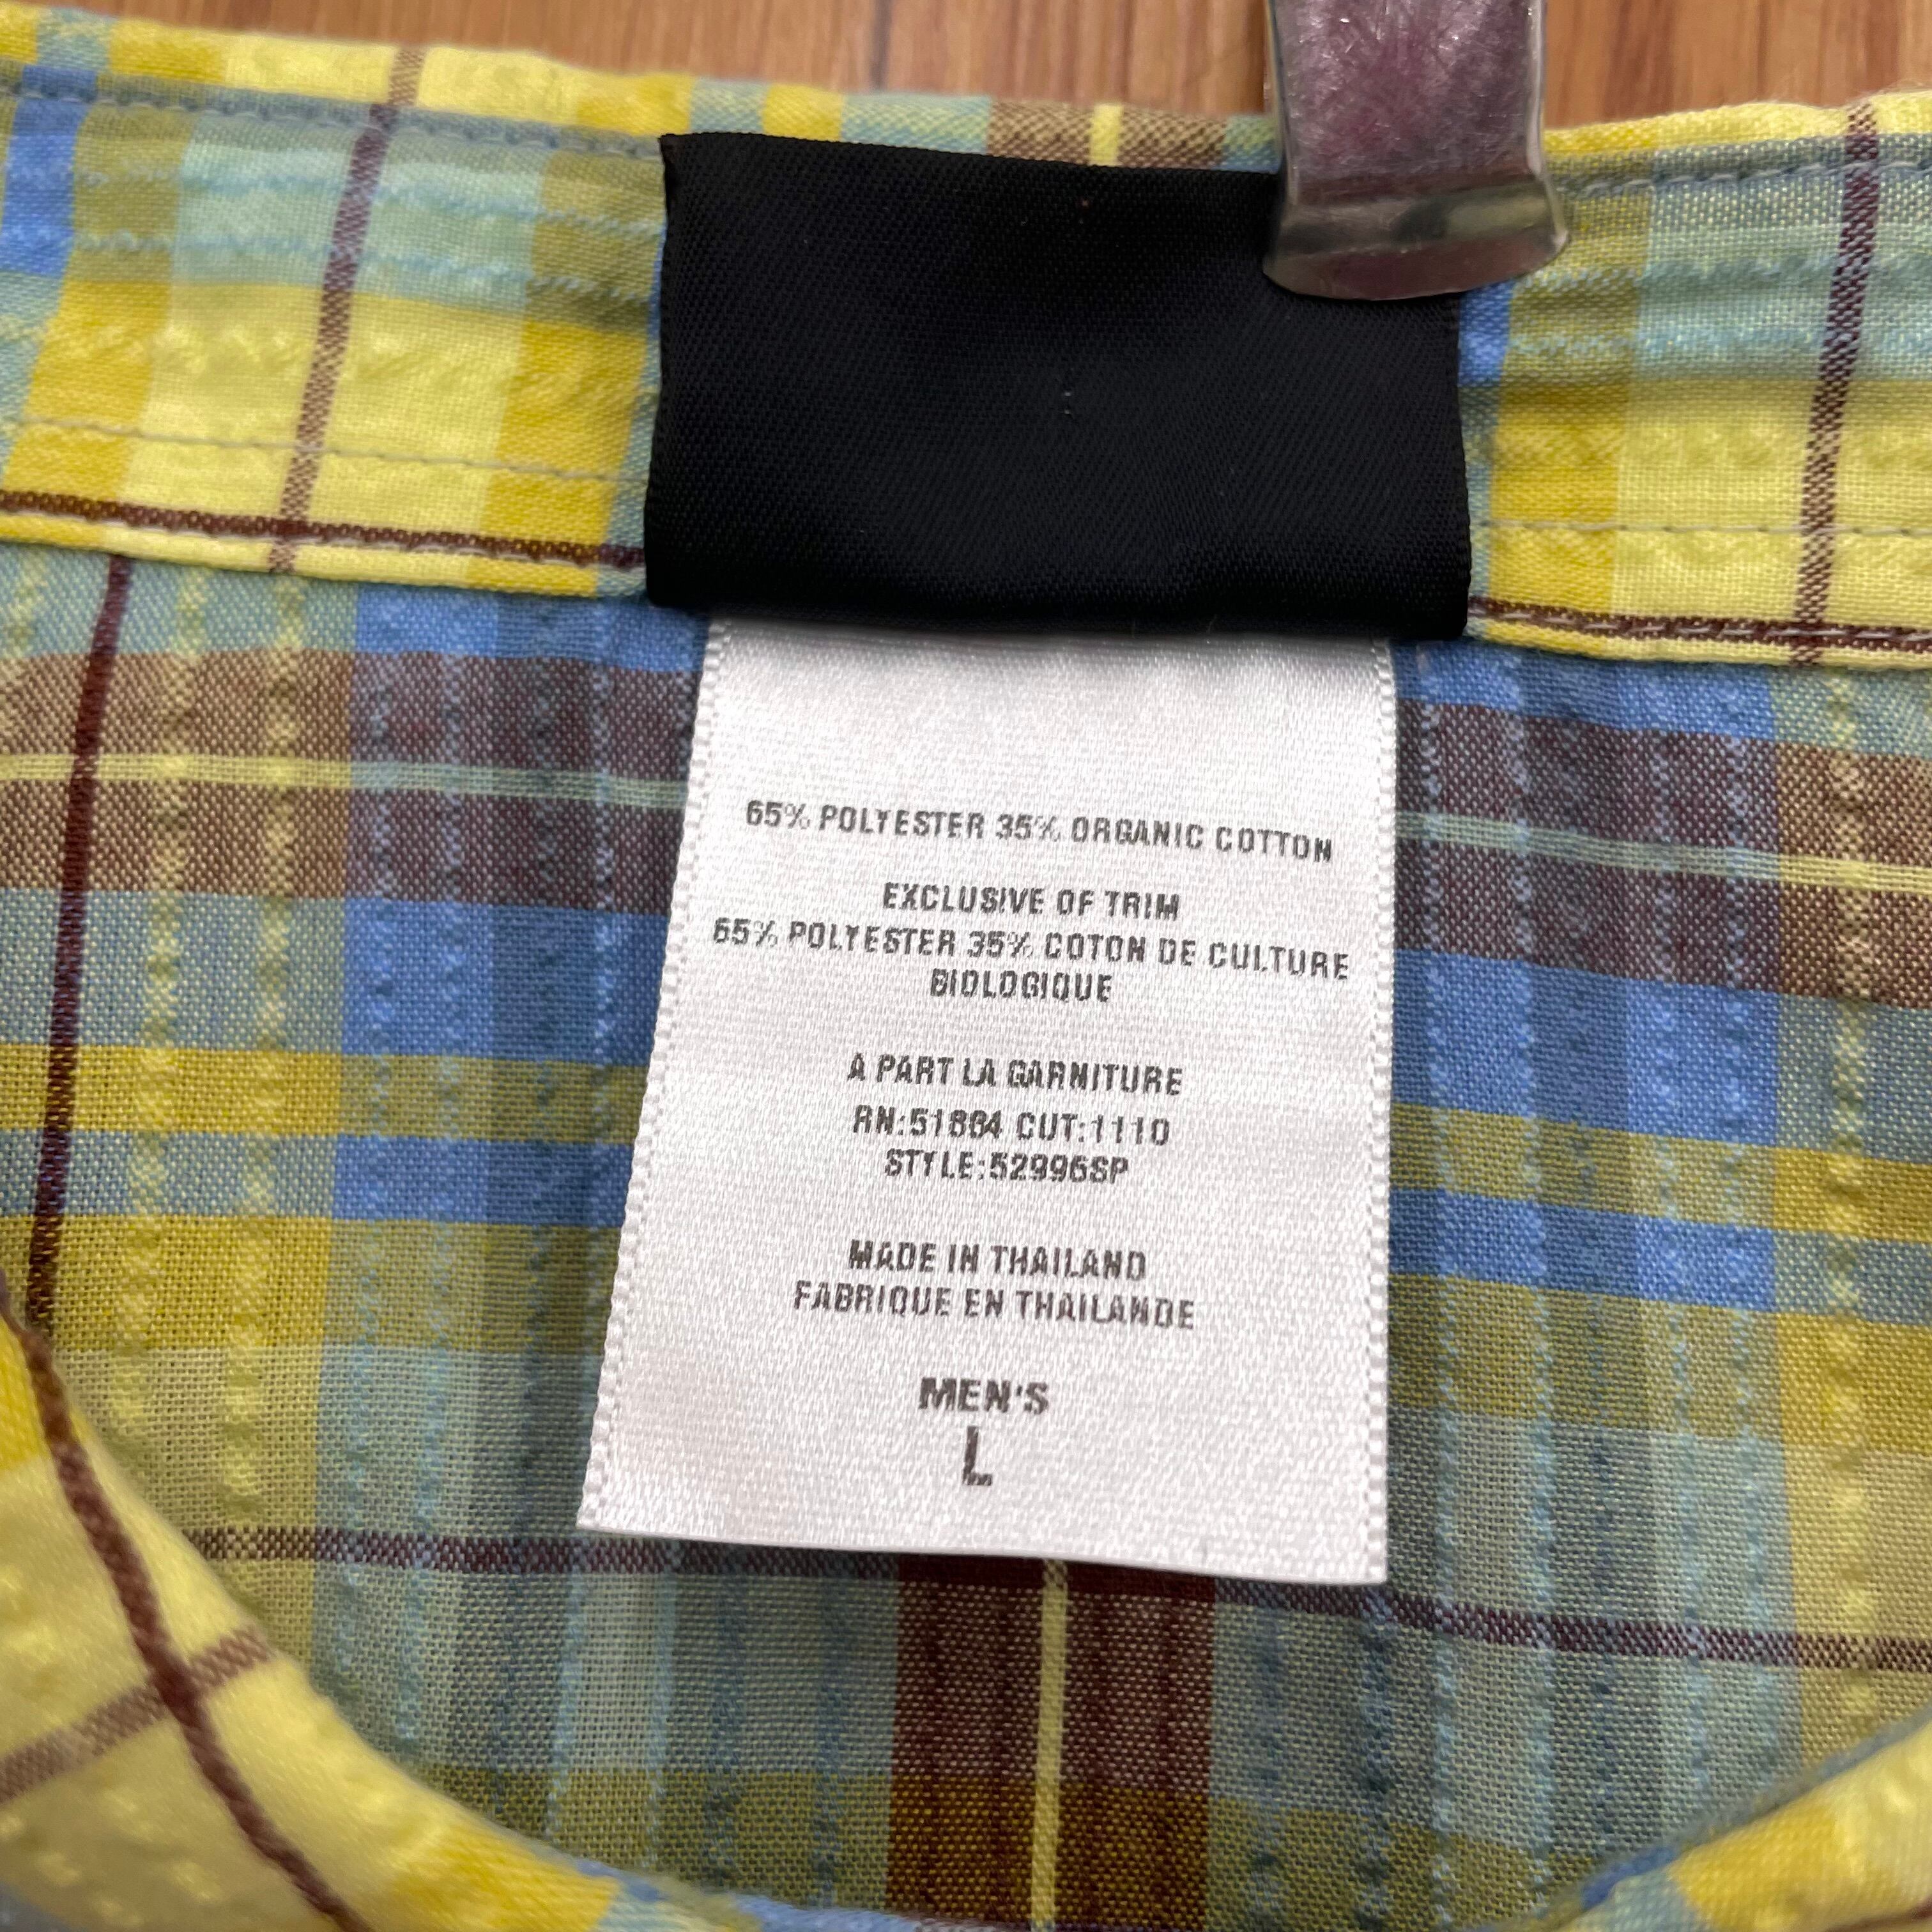 65% POLYESTER 35% ORGANIC COTTON
EXCLUSIVE OF TRIM
65% POLYESTER 35% COTON DE CULTURE
BIOLOGIQUE
A PART LA GARNITURE
RN:51884 CUT:1110
STYLE:52996SP
MADE IN THAILAND
FABRIQUE EN THAILANDE
MEN'S
L